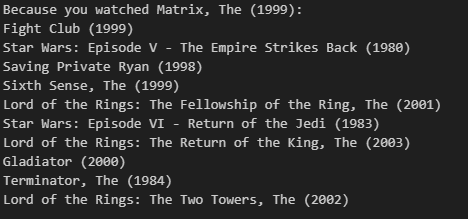 Because you watched Matrix, The (1999):
Fight Club (1999)
Star Wars: Episode V - The Empire Strikes Back (1980)
Saving Private Ryan (1998)
Sixth Sense, The (1999)
Lord of the Rings: The Fellowship of the Ring, The (2001)
Star Wars: Episode VI - Return of the Jedi (1983)
Lord of the Rings: The Return of the King, The (2003)
Gladiator (2000)
Terminator, The (1984)
Lord of the Rings: The Two Towers, The (2002)